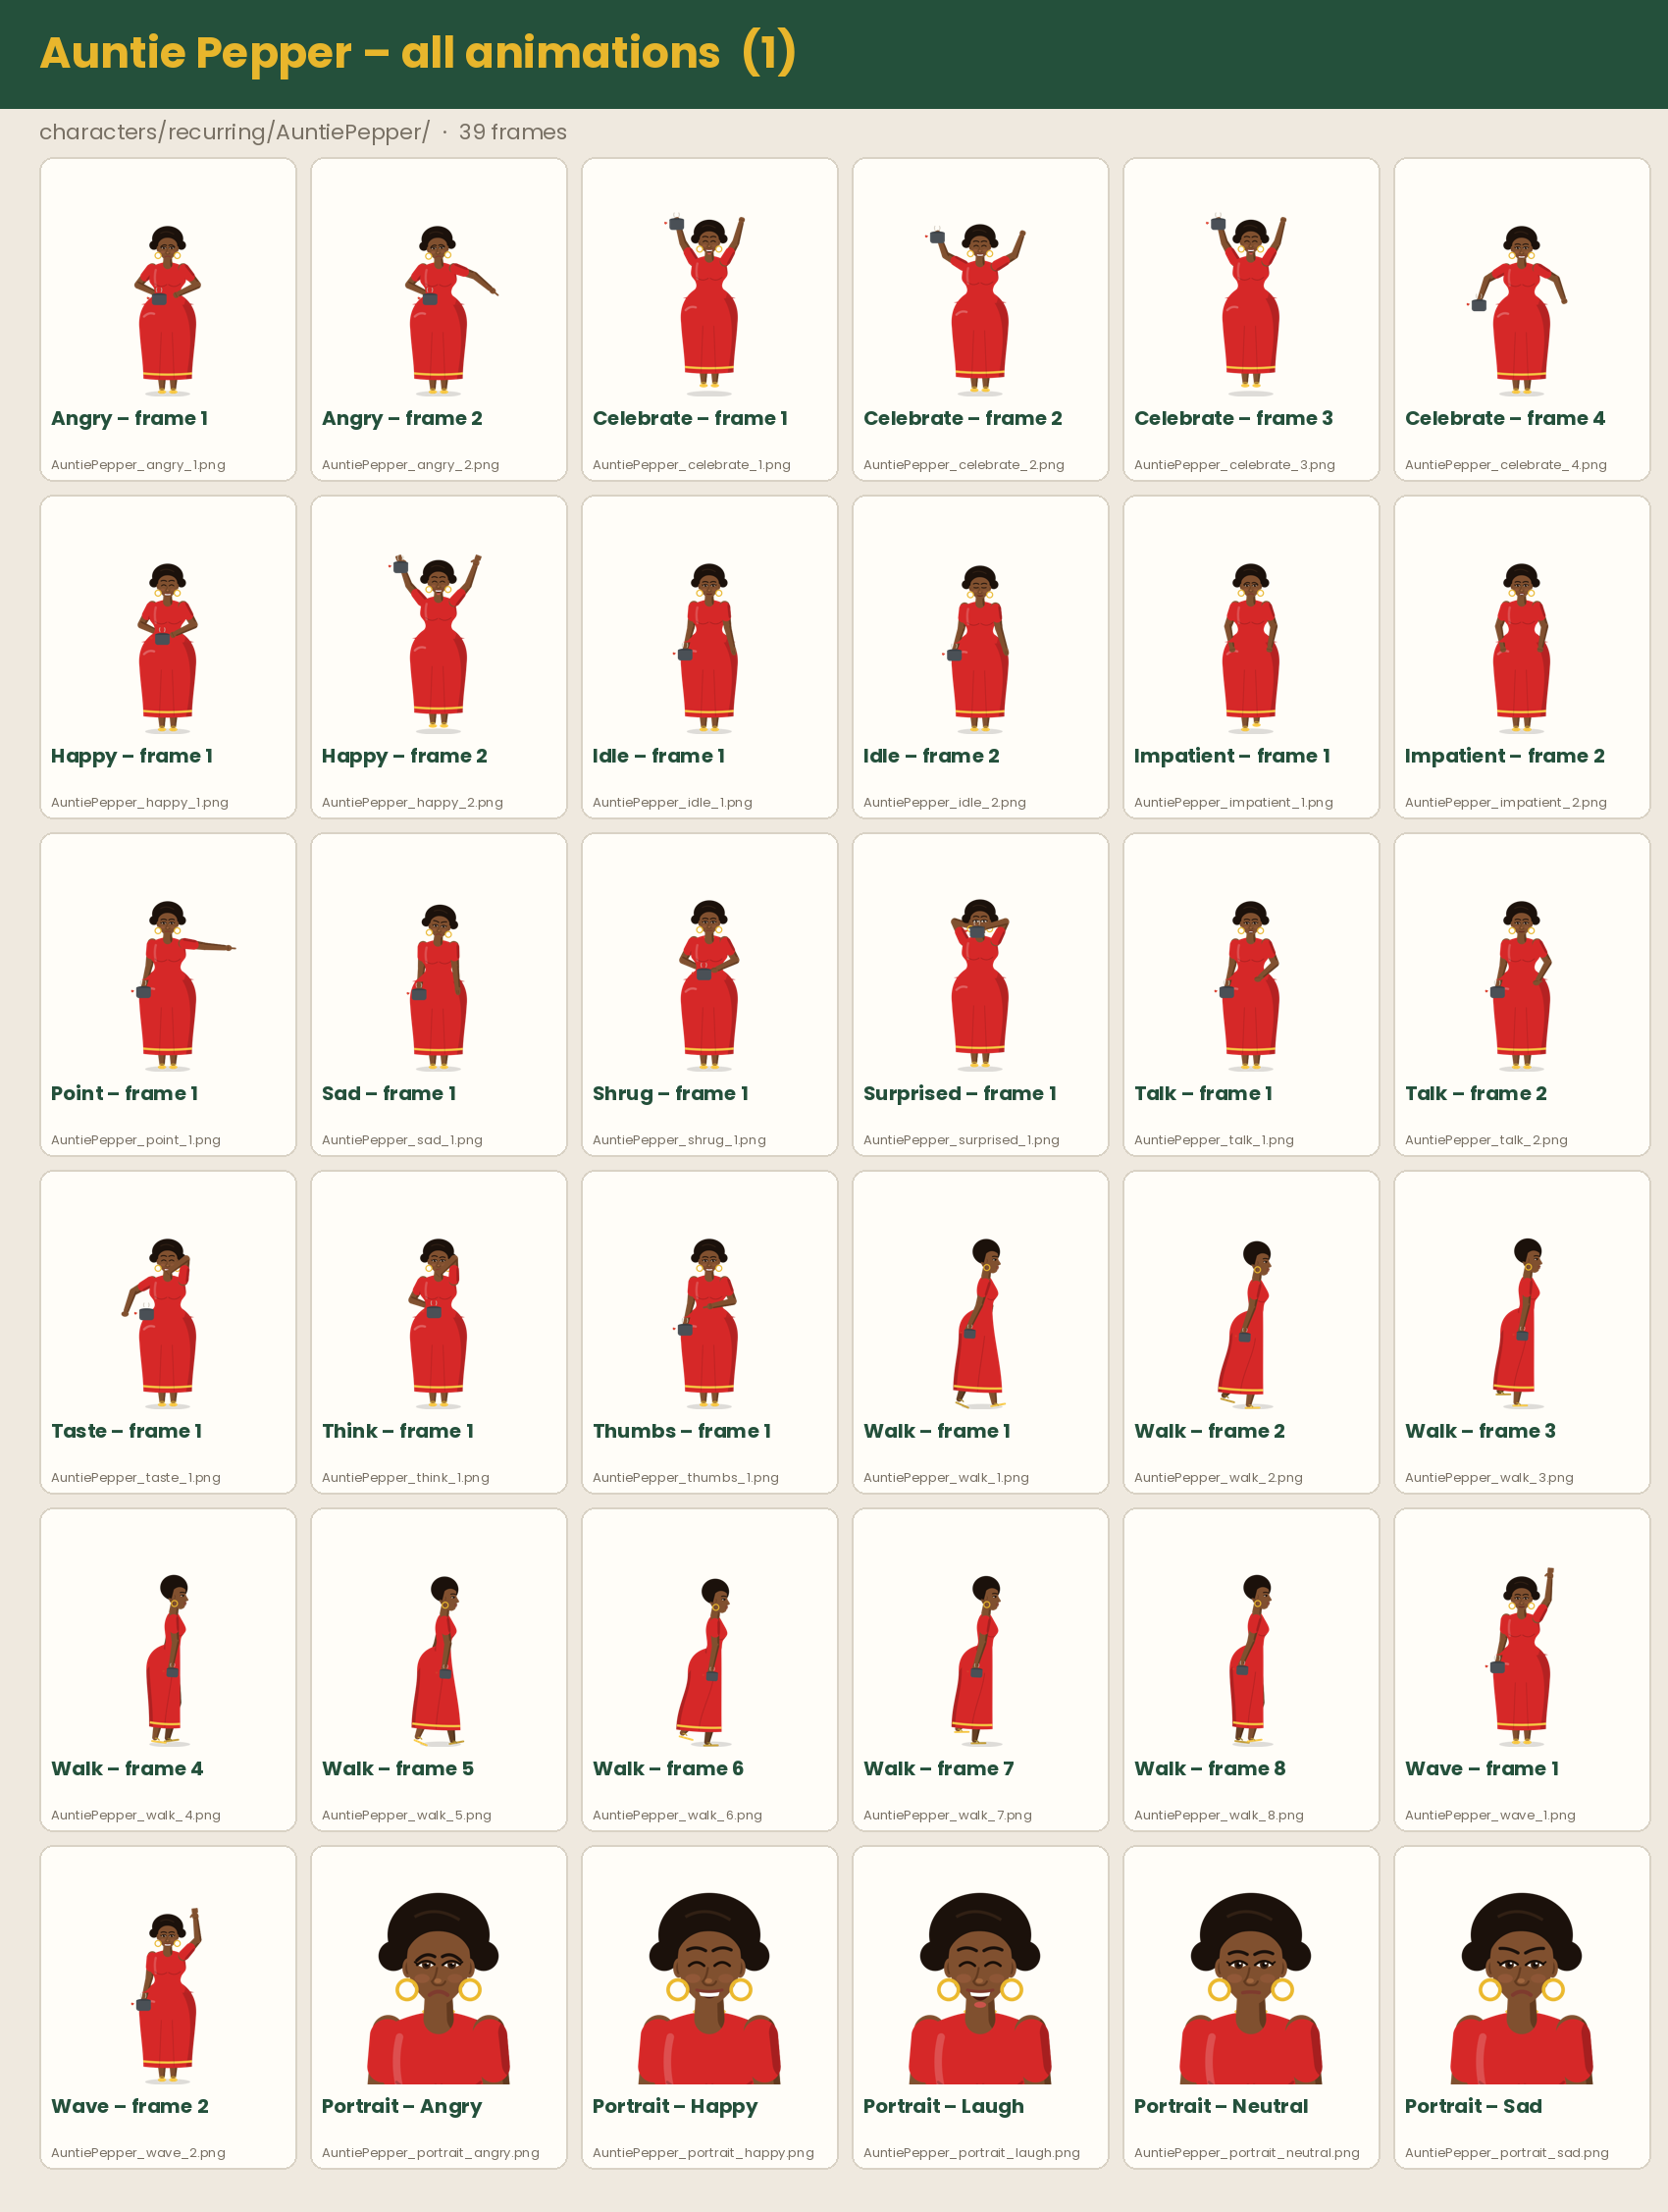 Auntie Pepper – all animations (1)
characters/recurring/AuntiePepper/ · 39 frames
Angry – frame 1
AuntiePepper_angry_1.png
Angry – frame 2
AuntiePepper_angry_2.png
Celebrate – frame 1
AuntiePepper_celebrate_1.png
Celebrate – frame 2
AuntiePepper_celebrate_2.png
Celebrate – frame 3
AuntiePepper_celebrate_3.png
Celebrate – frame 4
AuntiePepper_celebrate_4.png
Happy – frame 1
AuntiePepper_happy_1.png
Happy – frame 2
AuntiePepper_happy_2.png
Idle – frame 1
AuntiePepper_idle_1.png
Idle – frame 2
AuntiePepper_idle_2.png
Impatient – frame 1
AuntiePepper_impatient_1.png
Impatient – frame 2
AuntiePepper_impatient_2.png
Point – frame 1
AuntiePepper_point_1.png
Sad – frame 1
AuntiePepper_sad_1.png
Shrug – frame 1
AuntiePepper_shrug_1.png
Surprised – frame 1
AuntiePepper_surprised_1.png
Talk – frame 1
AuntiePepper_talk_1.png
Talk – frame 2
AuntiePepper_talk_2.png
Taste – frame 1
AuntiePepper_taste_1.png
Think – frame 1
AuntiePepper_think_1.png
Thumbs – frame 1
AuntiePepper_thumbs_1.png
Walk – frame 1
AuntiePepper_walk_1.png
Walk – frame 2
AuntiePepper_walk_2.png
Walk – frame 3
AuntiePepper_walk_3.png
Walk – frame 4
AuntiePepper_walk_4.png
Walk – frame 5
AuntiePepper_walk_5.png
Walk – frame 6
AuntiePepper_walk_6.png
Walk – frame 7
AuntiePepper_walk_7.png
Walk – frame 8
AuntiePepper_walk_8.png
Wave – frame 1
AuntiePepper_wave_1.png
Wave – frame 2
AuntiePepper_wave_2.png
Portrait – Angry
AuntiePepper_portrait_angry.png
Portrait – Happy
AuntiePepper_portrait_happy.png
Portrait – Laugh
AuntiePepper_portrait_laugh.png
Portrait – Neutral
AuntiePepper_portrait_neutral.png
Portrait – Sad
AuntiePepper_portrait_sad.png